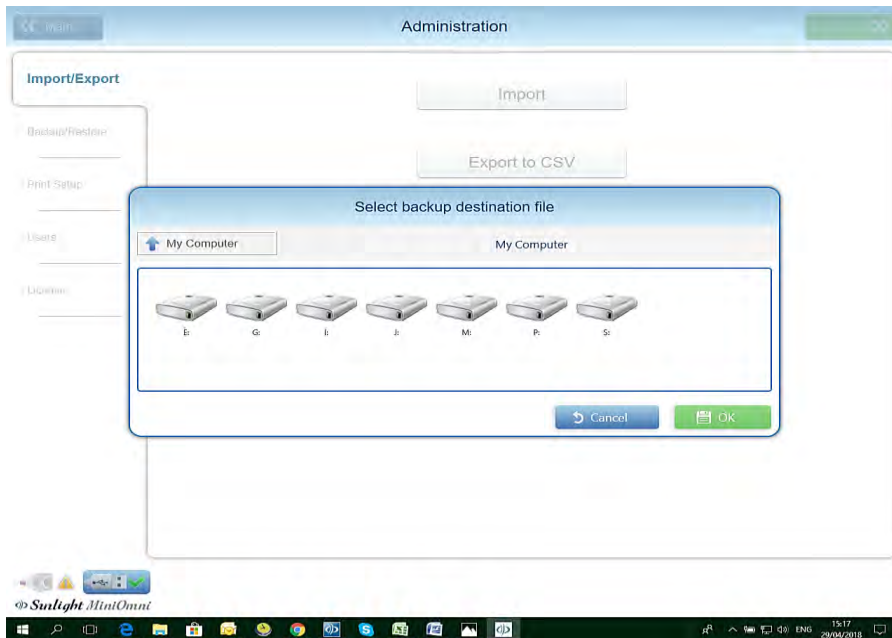 Main
Administration
Import/Export
Import
Backup/Restore
Export to CSV
Print Setup
Select backup destination file
Users
My Computer
My Computer
License
E:
G:
I:
J:
M:
P:
S:
Cancel
OK
Sunlight MiniOmni
ENG
15:17
29/04/2018